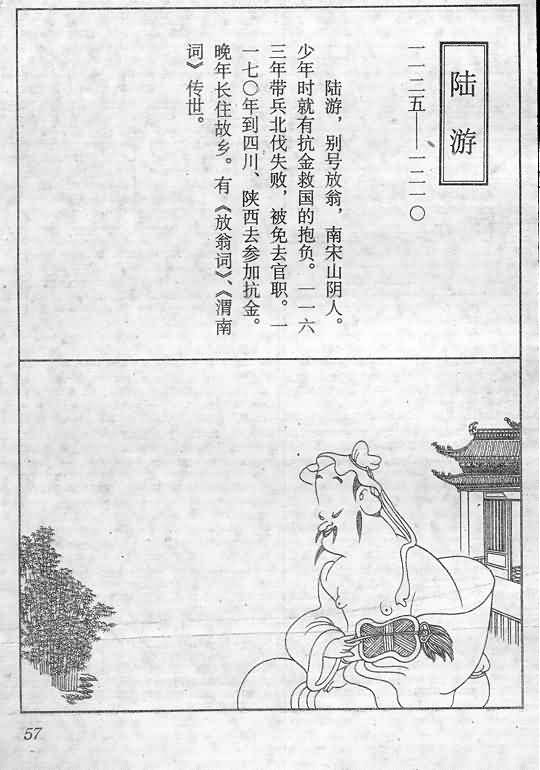 陆游
一一二五——一二一〇
陆游，别号放翁，南宋山阴人。
少年时就有抗金救国的抱负。一一六
三年带兵北伐失败，被免去官职。一
一七〇年到四川、陕西去参加抗金。
晚年长住故乡。有《放翁词》、《渭南
词》传世。
57